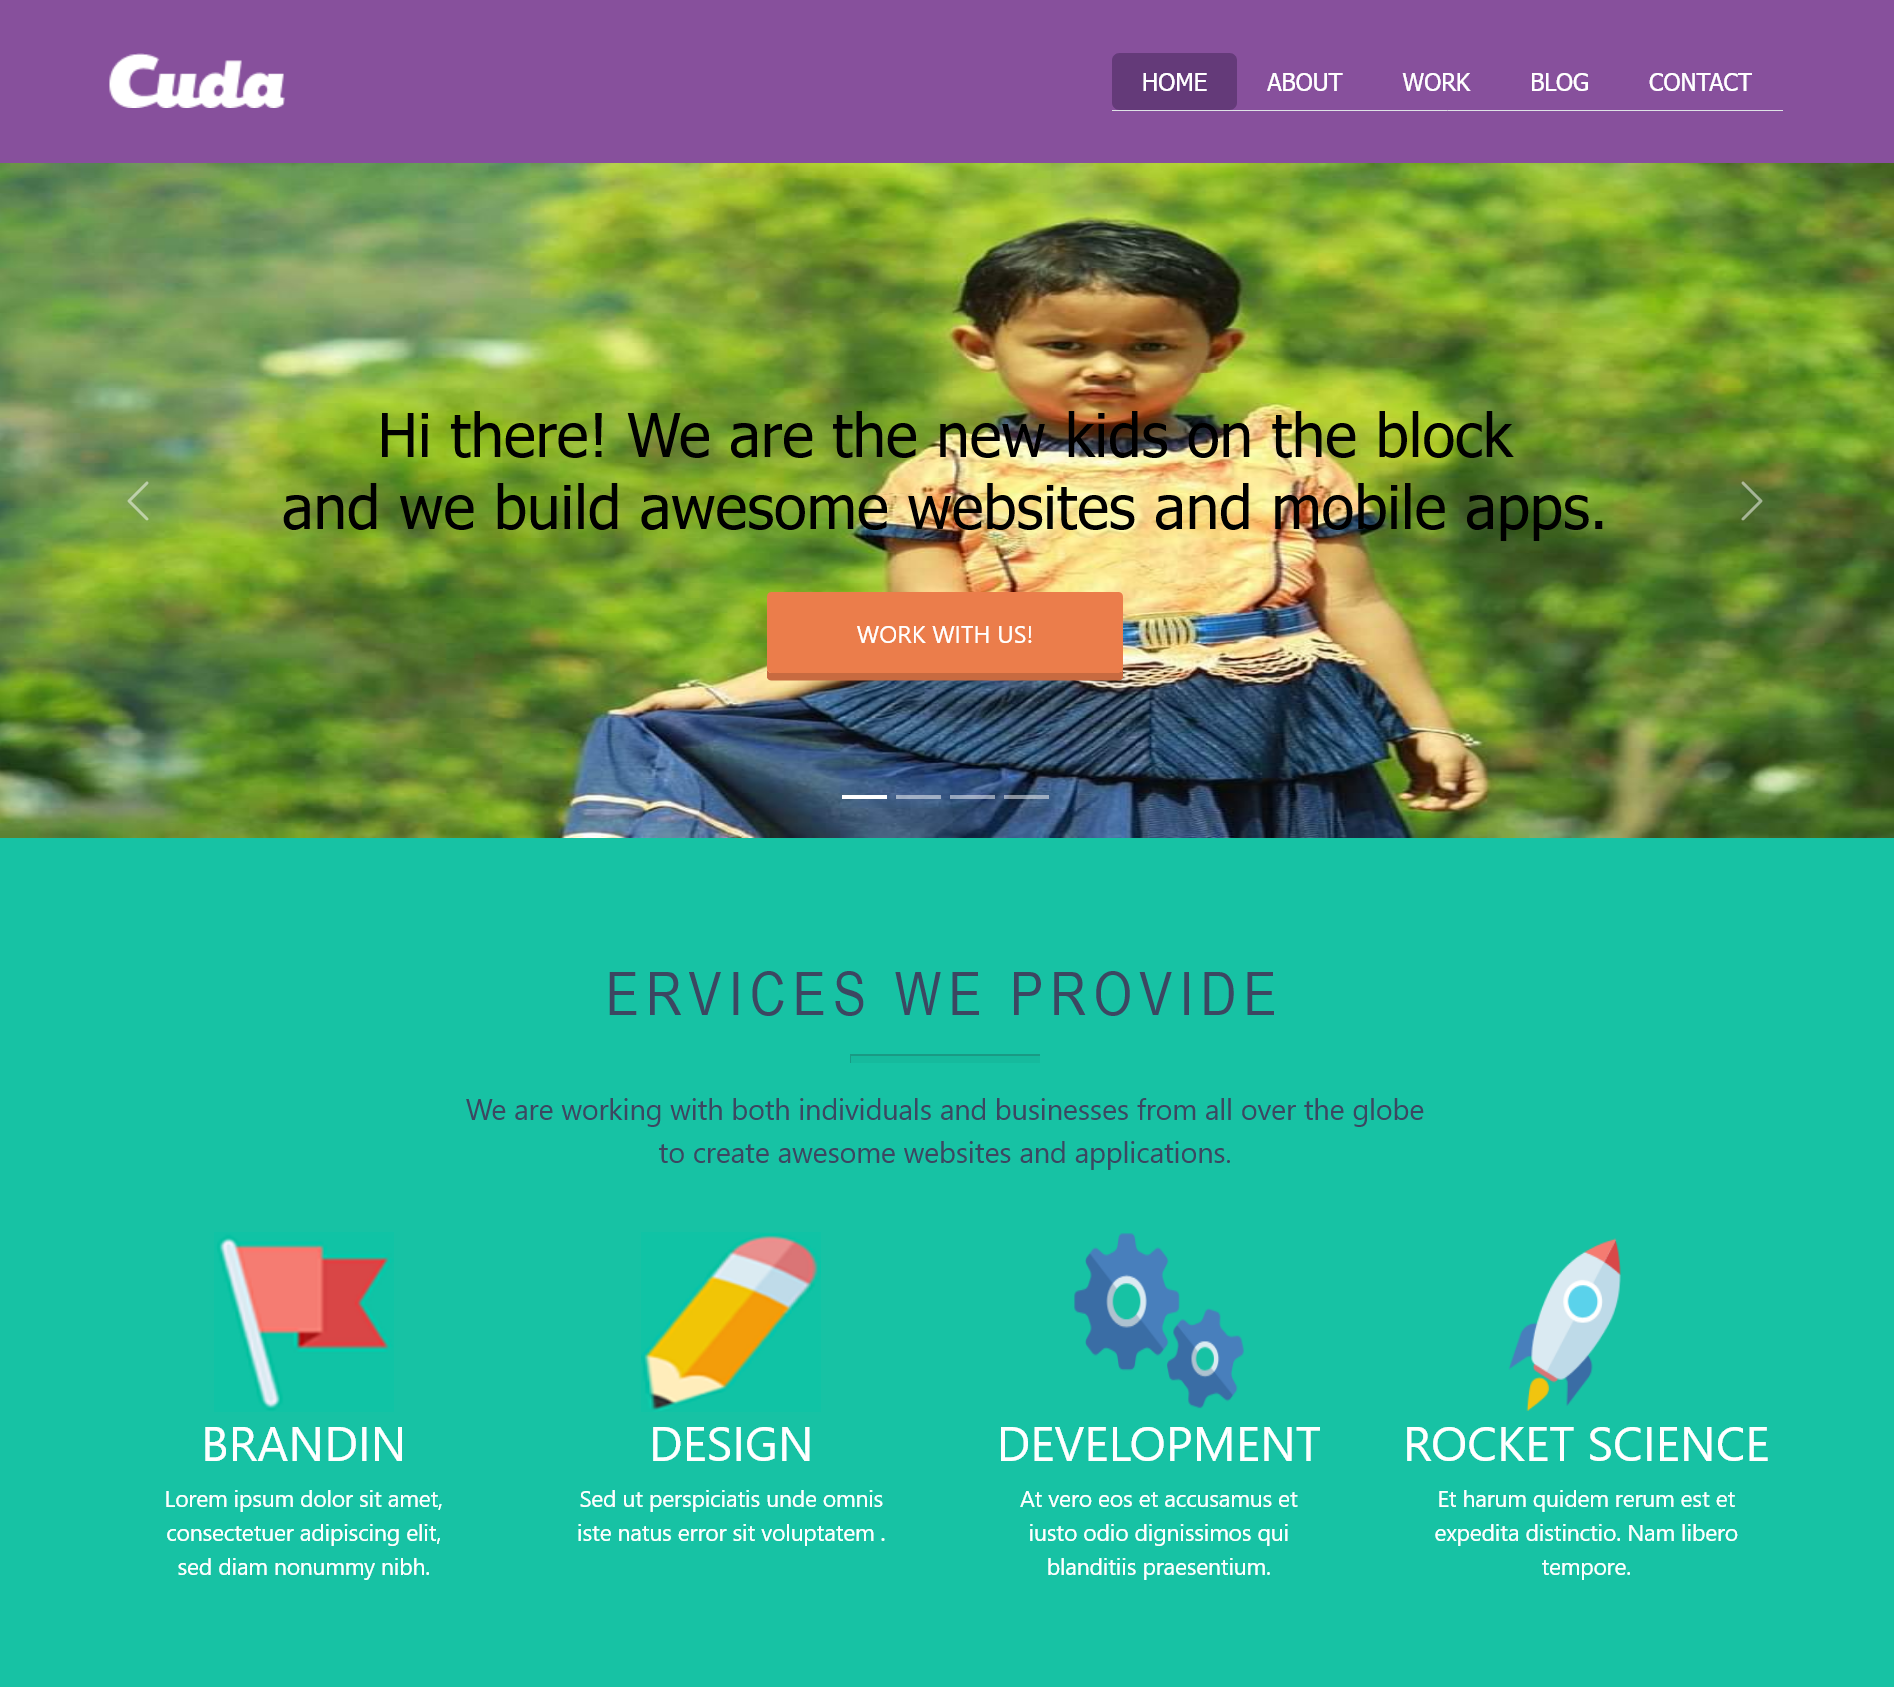 Cuda
HOME ABOUT WORK BLOG CONTACT
Hi there! We are the new kids on the block
and we build awesome websites and mobile apps.
WORK WITH US!
ERVICES WE PROVIDE
We are working with both individuals and businesses from all over the globe
to create awesome websites and applications.
BRANDIN
Lorem ipsum dolor sit amet,
consectetuer adipiscing elit,
sed diam nonummy nibh.
DESIGN
Sed ut perspiciatis unde omnis
iste natus error sit voluptatem .
DEVELOPMENT
At vero eos et accusamus et
iusto odio dignissimos qui
blanditiis praesentium.
ROCKET SCIENCE
Et harum quidem rerum est et
expedita distinctio. Nam libero
tempore.